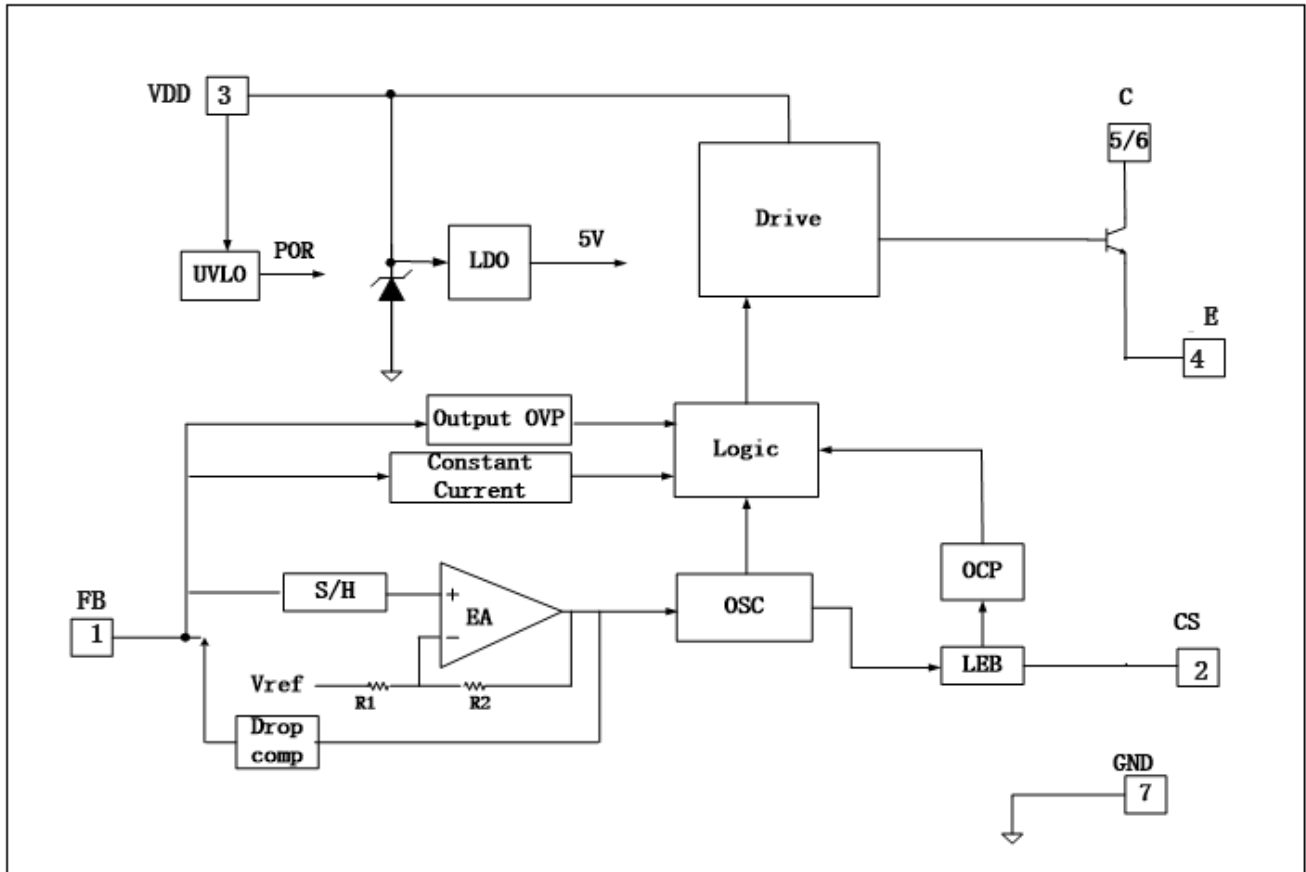 VDD
3
C
5/6
Drive
POR
UVLO
LDO
5V
E
4
Output OVP
Constant
Current
Logic
S/H
+
EA
−
OSC
OCP
FB
1
LEB
CS
2
Vref
R1
R2
Drop
comp
GND
7